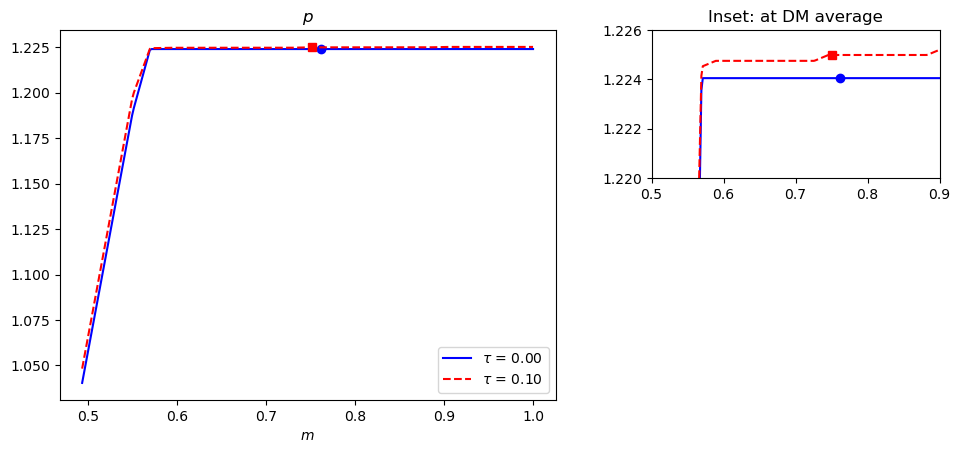 p
1.225
1.200
1.175
1.150
1.125
1.100
1.075
1.050
0.5 0.6 0.7 0.8 0.9 1.0
m
τ = 0.00
τ = 0.10
Inset: at DM average
1.226
1.224
1.222
1.220
0.5 0.6 0.7 0.8 0.9